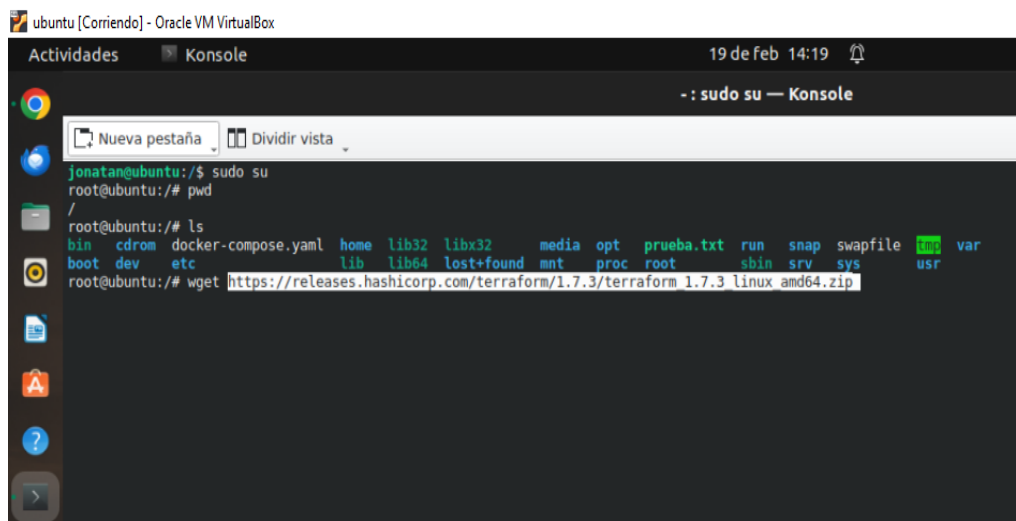 ubuntu [Corriendo] - Oracle VM VirtualBox
Actividades Konsole 19 de feb 14:19
- : sudo su — Konsole
Nueva pestaña Dividir vista
jonatan@ubuntu:/$ sudo su
root@ubuntu:/# pwd
/
root@ubuntu:/# ls
bin cdrom docker-compose.yaml home lib32 libx32 media opt prueba.txt run snap swapfile tmp var
boot dev etc lib lib64 lost+found mnt proc root sbin srv sys usr
root@ubuntu:/# wget https://releases.hashicorp.com/terraform/1.7.3/terraform_1.7.3_linux_amd64.zip